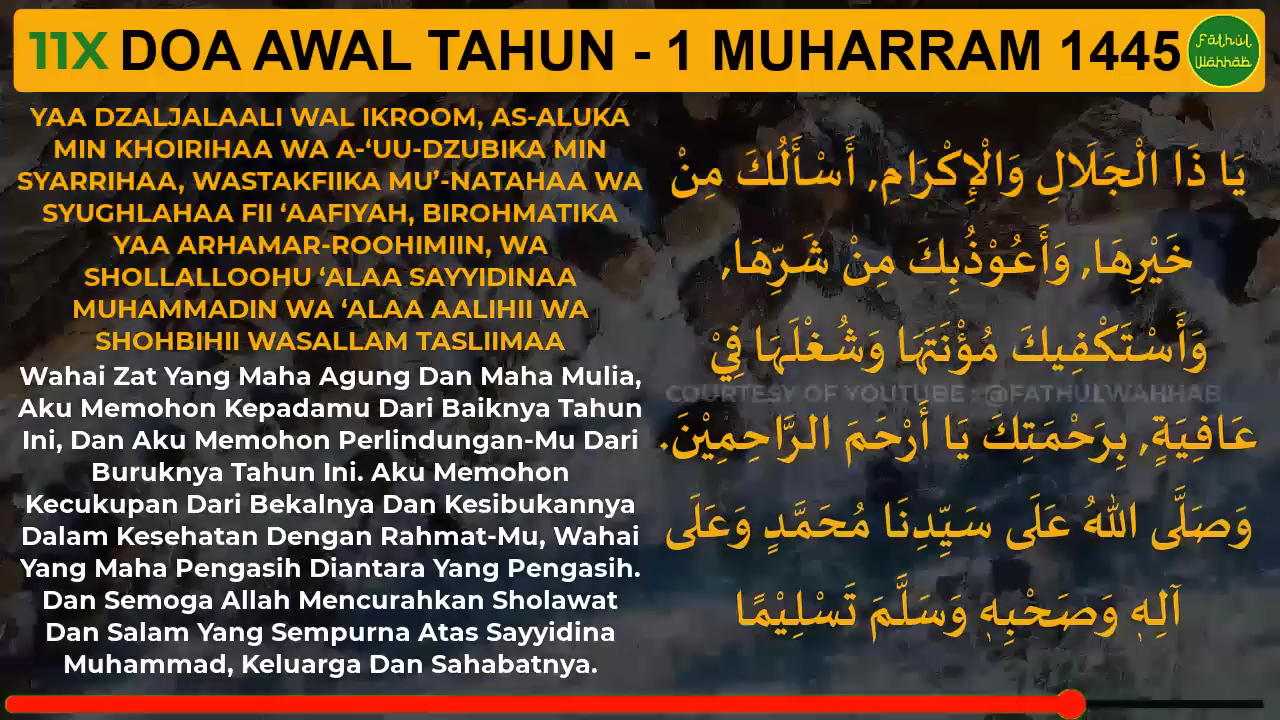 11X DOA AWAL TAHUN - 1 MUHARRAM 1445
Fathul
Wahhab
YAA DZALJALAALI WAL IKROOM, AS-ALUKA
MIN KHOIRIHAA WA A-‘UU-DZUBIKA MIN
SYARRIHAA, WASTAKFIIKA MU’-NATAHAA WA
SYUGHLAHAA FII ‘AAFIYAH, BIROHMATIKA
YAA ARHAMAR-ROOHIMIIN, WA
SHOLLALLOOHU ‘ALAA SAYYIDINAA
MUHAMMADIN WA ‘ALAA AALIHII WA
SHOHBIHII WASALLAM TASLIIMAA
Wahai Zat Yang Maha Agung Dan Maha Mulia,
Aku Memohon Kepadamu Dari Baiknya Tahun
Ini, Dan Aku Memohon Perlindungan-Mu Dari
Buruknya Tahun Ini. Aku Memohon
Kecukupan Dari Bekalnya Dan Kesibukannya
Dalam Kesehatan Dengan Rahmat-Mu, Wahai
Yang Maha Pengasih Diantara Yang Pengasih.
Dan Semoga Allah Mencurahkan Sholawat
Dan Salam Yang Sempurna Atas Sayyidina
Muhammad, Keluarga Dan Sahabatnya.
يَا ذَا الْجَلَالِ وَالْإِكْرَامِ, أَسْأَلُكَ مِنْ
خَيْرِهَا, وَأَعُوْذُبِكَ مِنْ شَرِّهَا,
وَأَسْتَكْفِيكَ مُؤْنَتَهَا وَشُغْلَهَا فِيْ
COURTESY OF YOUTUBE : @FATHULWAHHAB
عَافِيَةٍ, بِرَحْمَتِكَ يَا أَرْحَمَ الرَّاحِمِيْنَ.
وَصَلَّى اللهُ عَلَى سَيِّدِنَا مُحَمَّدٍ وَعَلَى
آلِهٖ وَصَحْبِهٖ وَسَلَّمَ تَسْلِيْمًا